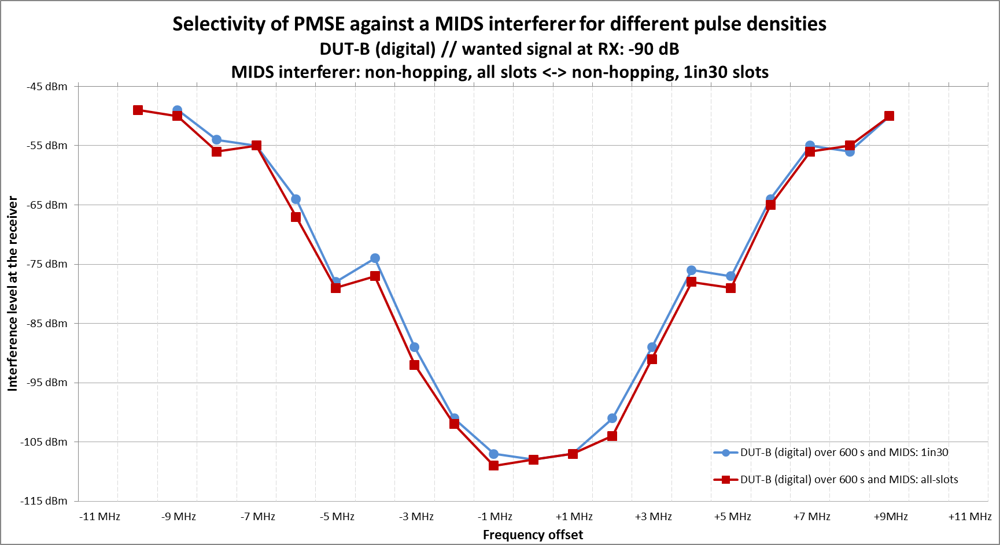 Selectivity of PMSE against a MIDS interferer for different pulse densities
DUT-B (digital) // wanted signal at RX: -90 dB
MIDS interferer: non-hopping, all slots <-> non-hopping, 1in30 slots
-45 dBm
-55 dBm
-65 dBm
-75 dBm
-85 dBm
-95 dBm
-105 dBm
-115 dBm
Interference level at the receiver
DUT-B (digital) over 600 s and MIDS: 1in30
DUT-B (digital) over 600 s and MIDS: all-slots
-11 MHz -9 MHz -7 MHz -5 MHz -3 MHz -1 MHz +1 MHz +3 MHz +5 MHz +7 MHz +9MHz +11 MHz
Frequency offset